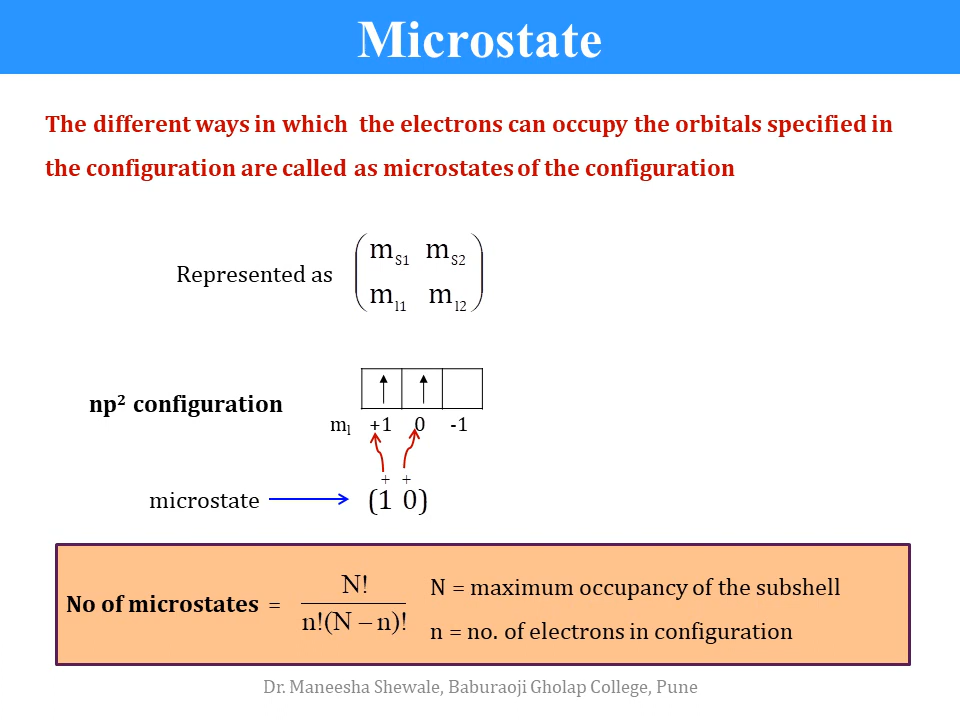 Microstate
The different ways in which the electrons can occupy the orbitals specified in
the configuration are called as microstates of the configuration
Represented as
mS1 mS2
ml1 ml2
np² configuration
ml +1 0 -1
+ +
microstate (1 0)
No of microstates = N! / n!(N – n)!
N = maximum occupancy of the subshell
n = no. of electrons in configuration
Dr. Maneesha Shewale, Baburaoji Gholap College, Pune